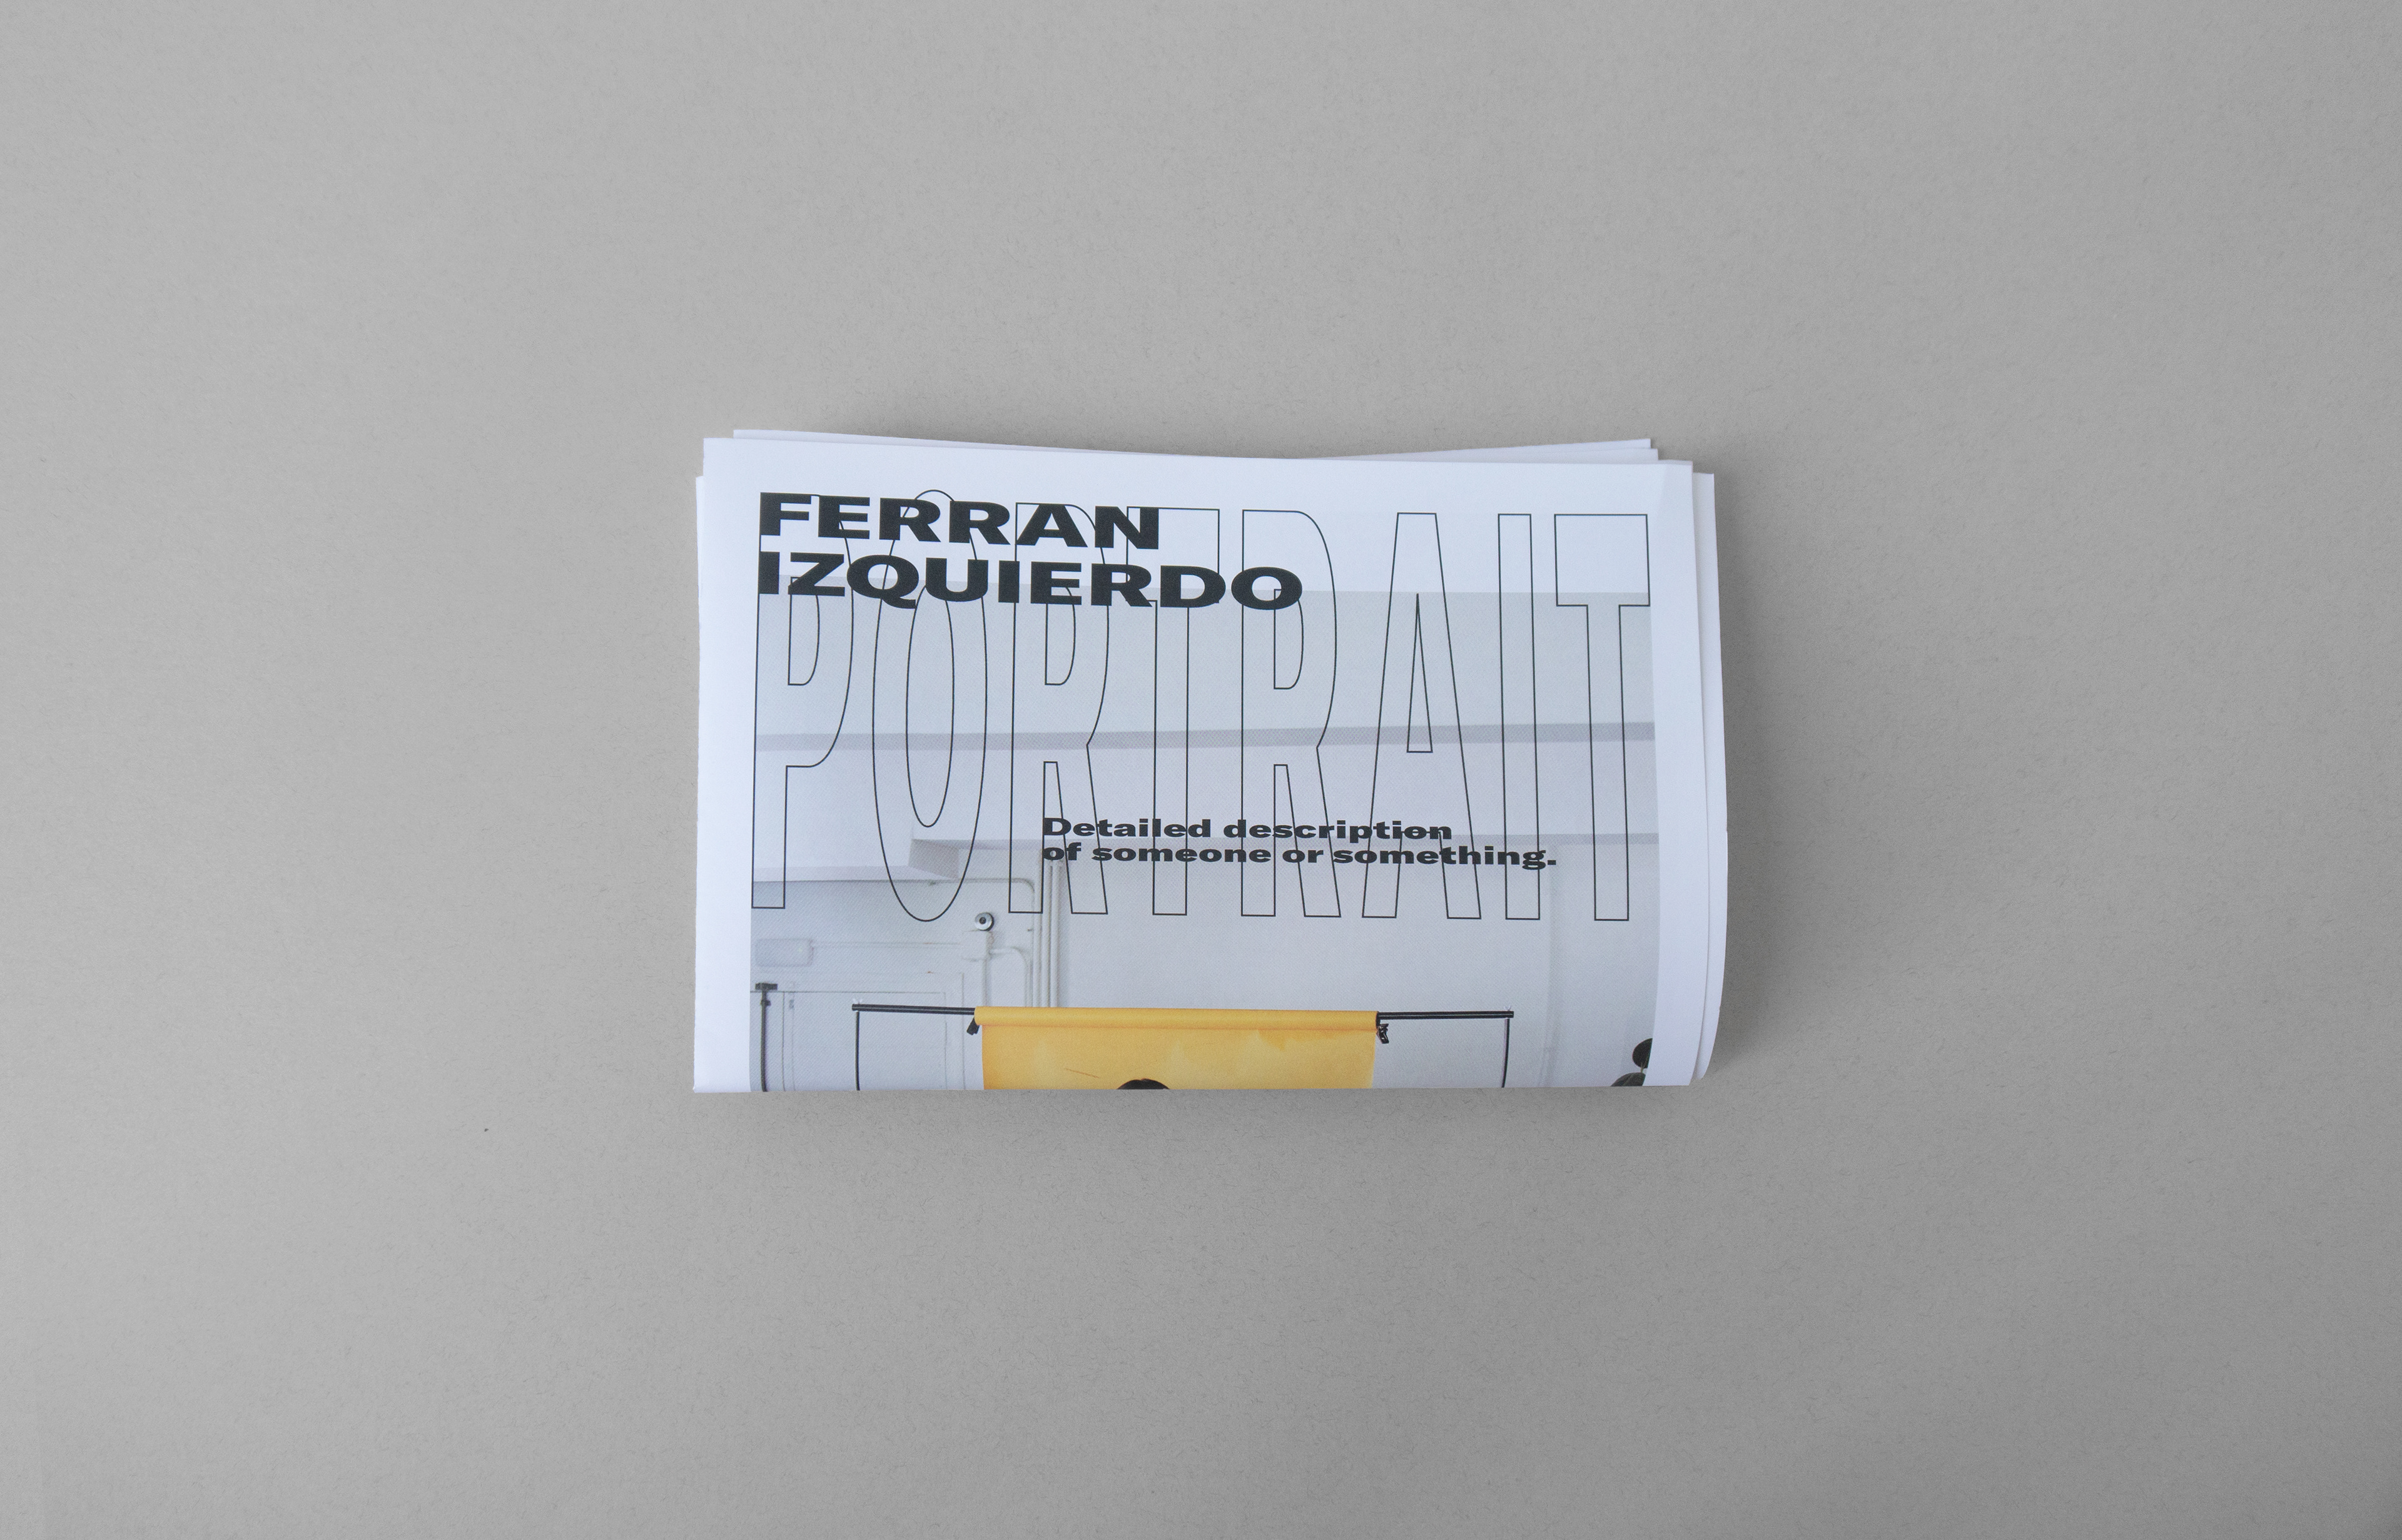 FERRAN
IZQUIERDO
PORTRAIT
Detailed description
of someone or something.